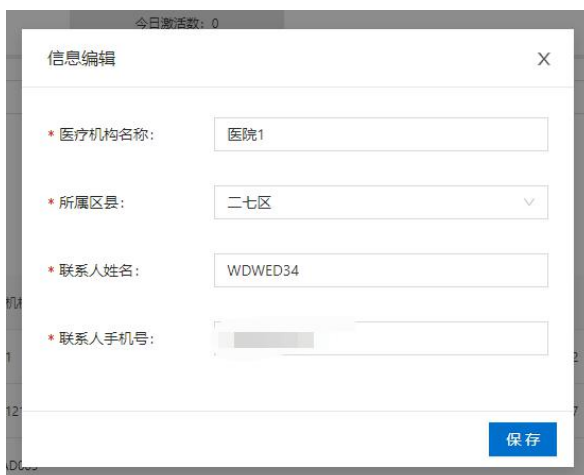 今日激活数：0
信息编辑
* 医疗机构名称：
医院1
* 所属区县：
二七区
* 联系人姓名：
WDWED34
* 联系人手机号：
保存